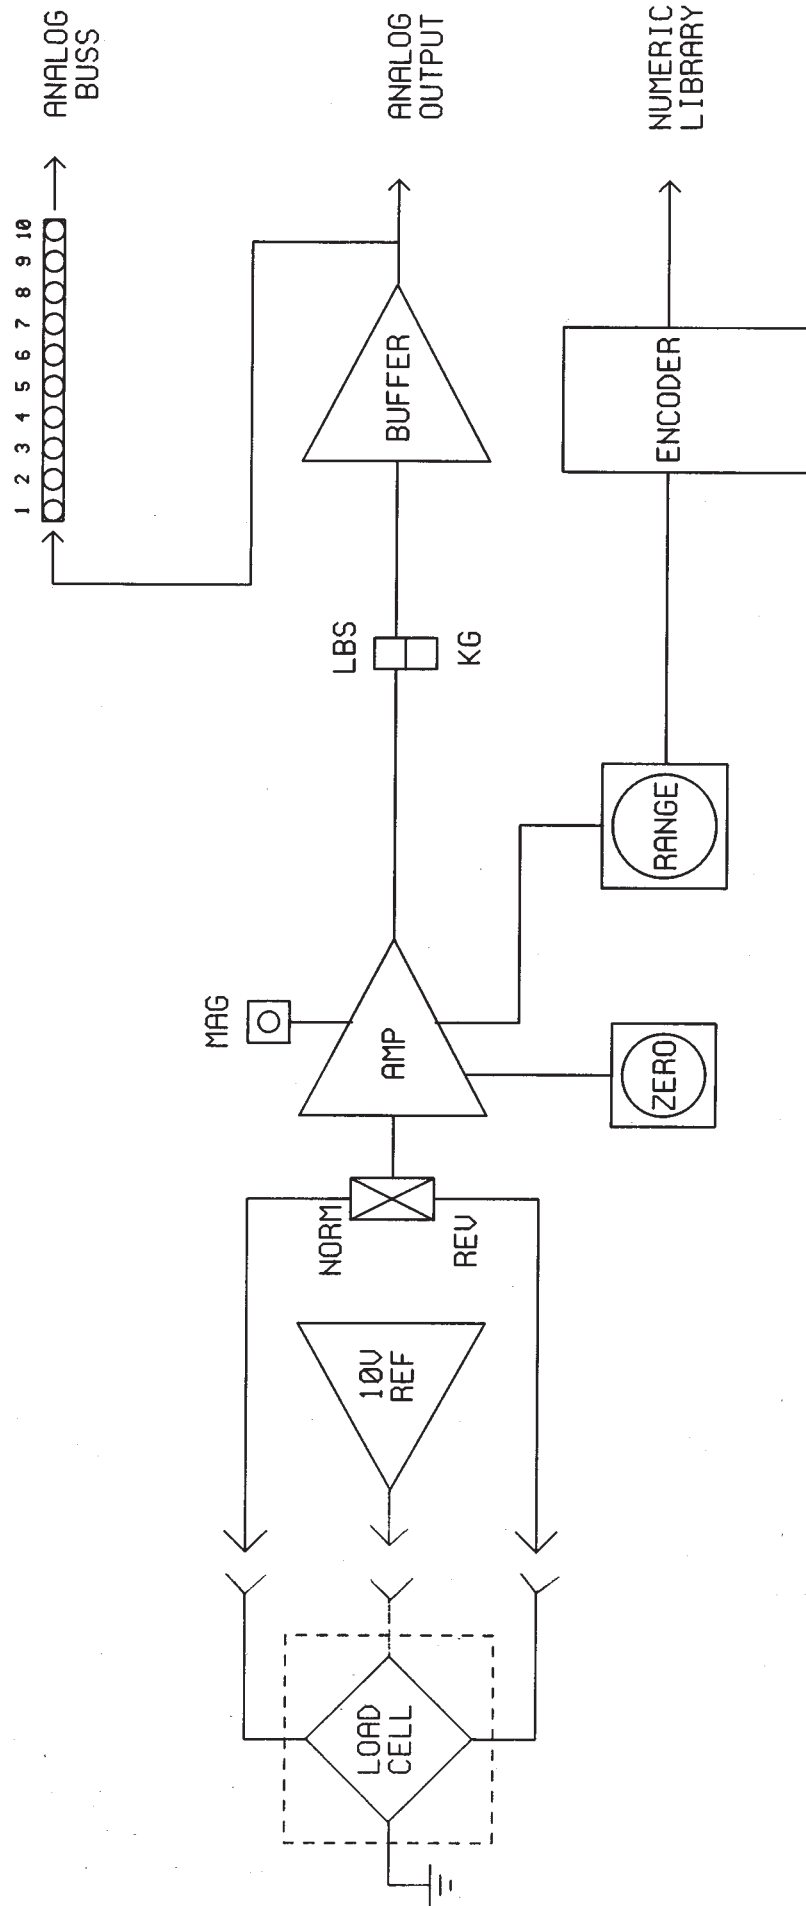 1 2 3 4 5 6 7 8 9 10
ANALOG
BUSS
LBS
KG
BUFFER
ANALOG
OUTPUT
MAG
NORM
REV
AMP
10V
REF
LOAD
CELL
ZERO
RANGE
ENCODER
NUMERIC
LIBRARY